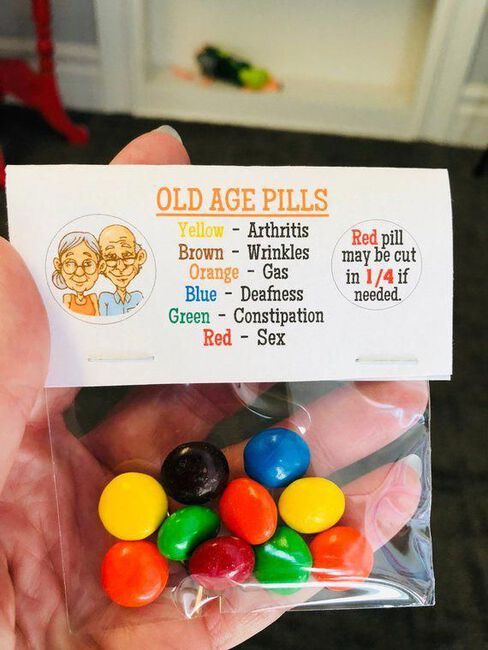 OLD AGE PILLS
Yellow - Arthritis
Brown - Wrinkles
Orange - Gas
Blue - Deafness
Green - Constipation
Red - Sex
Red pill
may be cut
in 1/4 if
needed.